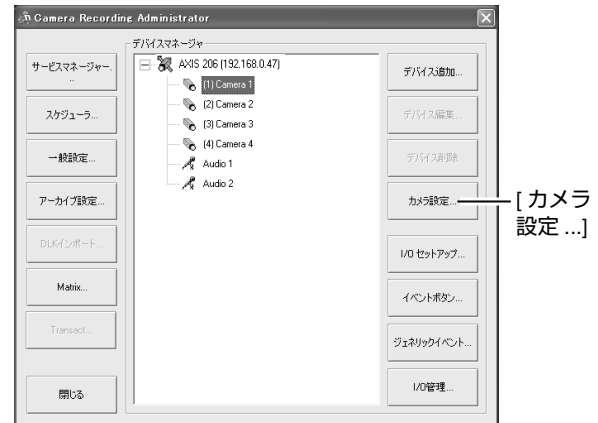 Camera Recording Administrator
デバイスマネージャ
サービスマネージャー.
..
スケジューラ...
一般設定...
アーカイブ設定...
DLKインポート...
Matrix...
Transact...
閉じる
AXIS 206 (192.168.0.47)
(1) Camera 1
(2) Camera 2
(3) Camera 3
(4) Camera 4
Audio 1
Audio 2
デバイス追加...
デバイス編集...
デバイス削除
カメラ設定...
I/O セットアップ...
イベントボタン...
ジェネリックイベント...
I/O管理...
[ カメラ
設定 ...]